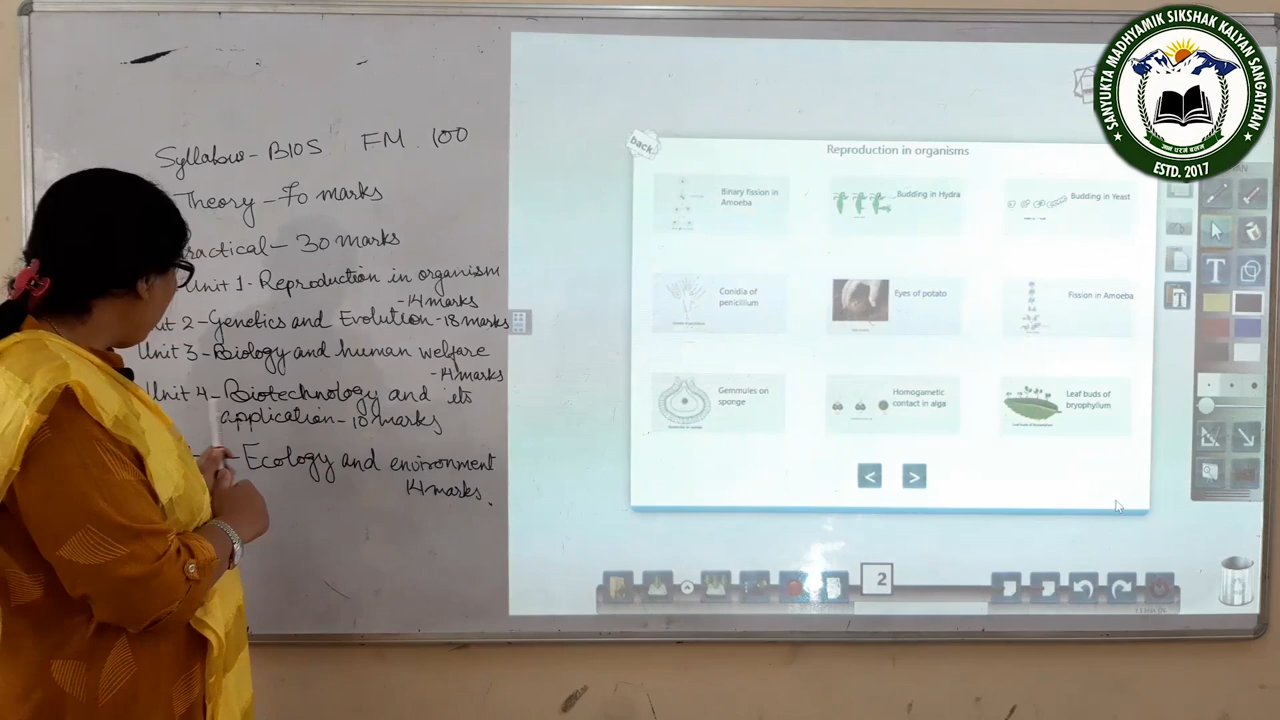 Syllabus - BIOS FM . 100
Theory - 70 marks
ractical - 30 marks
Unit 1 - Reproduction in organism
- 14 marks
it 2 - Genetics and Evolution - 18 marks
Unit 3 - Biology and human welfare
- 14 marks
Unit 4 - Biotechnology and its
application - 10 marks
- Ecology and environment
14 marks.
back
Reproduction in organisms
Binary fission in
Amoeba
Budding in Hydra
Budding in Yeast
Conidia of
penicillium
Eyes of potato
Fission in Amoeba
Gemmules on
sponge
Homogametic
contact in alga
Leaf buds of
bryophyllum
< >
2
SANYUKTA MADHYAMIK SIKSHAK KALYAN SANGATHAN
ज्ञानं परमं बलम्
ESTD. 2017